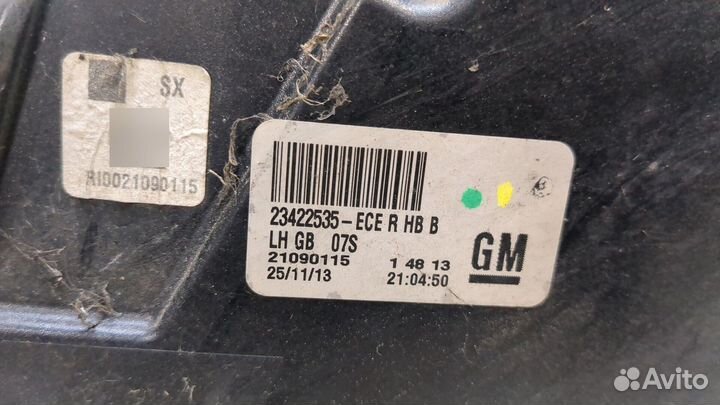 SX
RI0021090115
23422535-ECE R HB B
LH GB 07S
21090115 1 48 13
25/11/13 21:04:50
GM
Avito